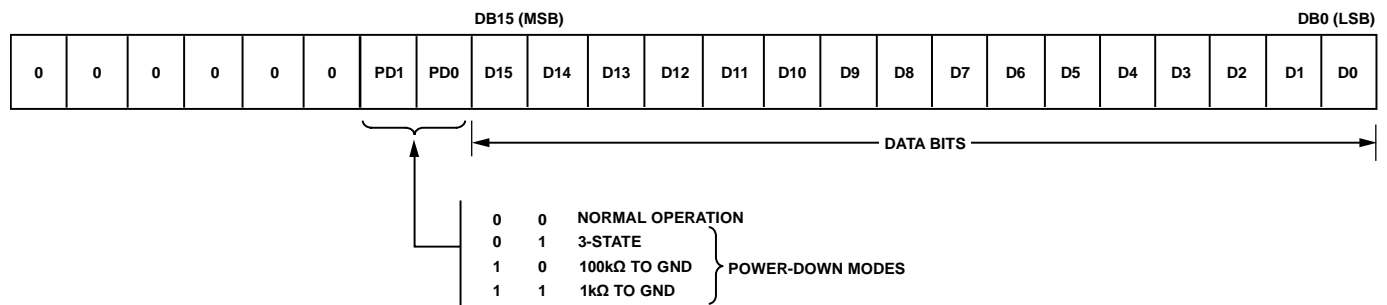 DB15 (MSB) DB0 (LSB)
0 0 0 0 0 0 PD1 PD0 D15 D14 D13 D12 D11 D10 D9 D8 D7 D6 D5 D4 D3 D2 D1 D0
DATA BITS
0 0 NORMAL OPERATION
0 1 3-STATE
1 0 100kΩ TO GND
POWER-DOWN MODES
1 1 1kΩ TO GND